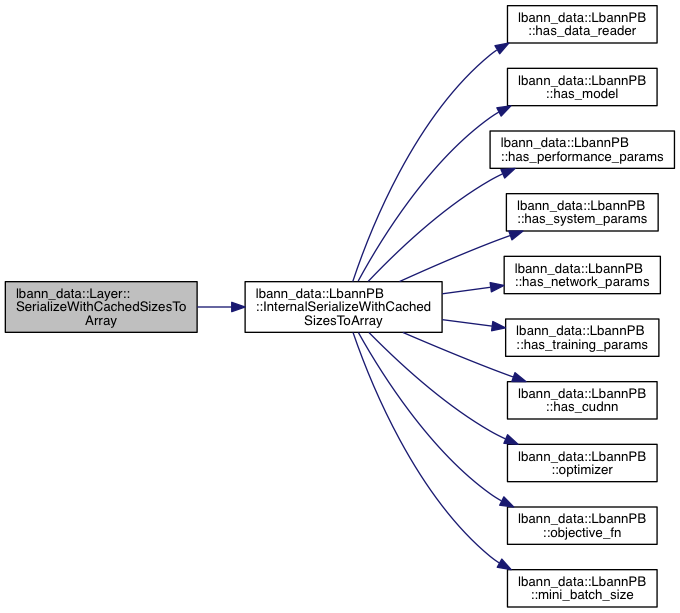 lbann_data::Layer::
SerializeWithCachedSizesTo
Array
lbann_data::LbannPB
::InternalSerializeWithCached
SizesToArray
lbann_data::LbannPB
::has_data_reader
lbann_data::LbannPB
::has_model
lbann_data::LbannPB
::has_performance_params
lbann_data::LbannPB
::has_system_params
lbann_data::LbannPB
::has_network_params
lbann_data::LbannPB
::has_training_params
lbann_data::LbannPB
::has_cudnn
lbann_data::LbannPB
::optimizer
lbann_data::LbannPB
::objective_fn
lbann_data::LbannPB
::mini_batch_size